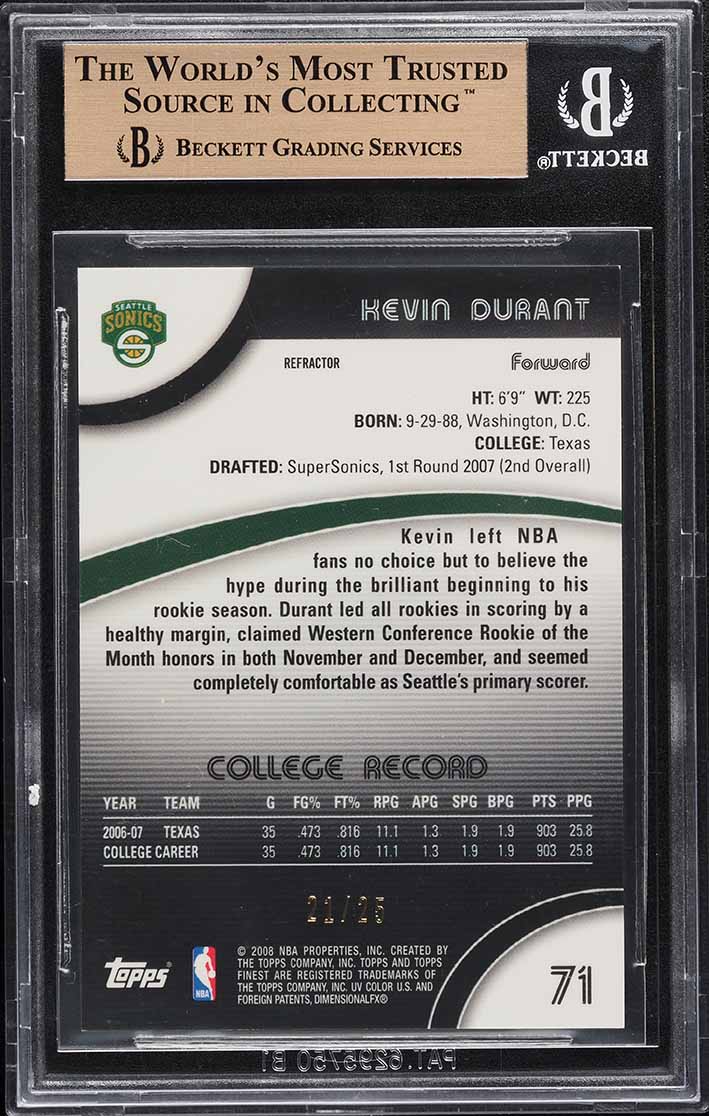 THE WORLD'S MOST TRUSTED
SOURCE IN COLLECTING™
B BECKETT GRADING SERVICES
B
BECKETT®
SEATTLE
SONICS
KEVIN DURANT
REFRACTOR
Forward
HT: 6'9" WT: 225
BORN: 9-29-88, Washington, D.C.
COLLEGE: Texas
DRAFTED: SuperSonics, 1st Round 2007 (2nd Overall)
Kevin left NBA
fans no choice but to believe the
hype during the brilliant beginning to his
rookie season. Durant led all rookies in scoring by a
healthy margin, claimed Western Conference Rookie of the
Month honors in both November and December, and seemed
completely comfortable as Seattle's primary scorer.
COLLEGE RECORD
YEAR TEAM G FG% FT% RPG APG SPG BPG PTS PPG
2006-07 TEXAS 35 .473 .816 11.1 1.3 1.9 1.9 903 25.8
COLLEGE CAREER 35 .473 .816 11.1 1.3 1.9 1.9 903 25.8
21/25
topps®
NBA
© 2008 NBA PROPERTIES, INC. CREATED BY
THE TOPPS COMPANY, INC. TOPPS AND TOPPS
FINEST ARE REGISTERED TRADEMARKS OF
THE TOPPS COMPANY, INC. UV COLOR U.S. AND
FOREIGN PATENTS, DIMENSIONALFX®
71
PAT. 6295750 B1